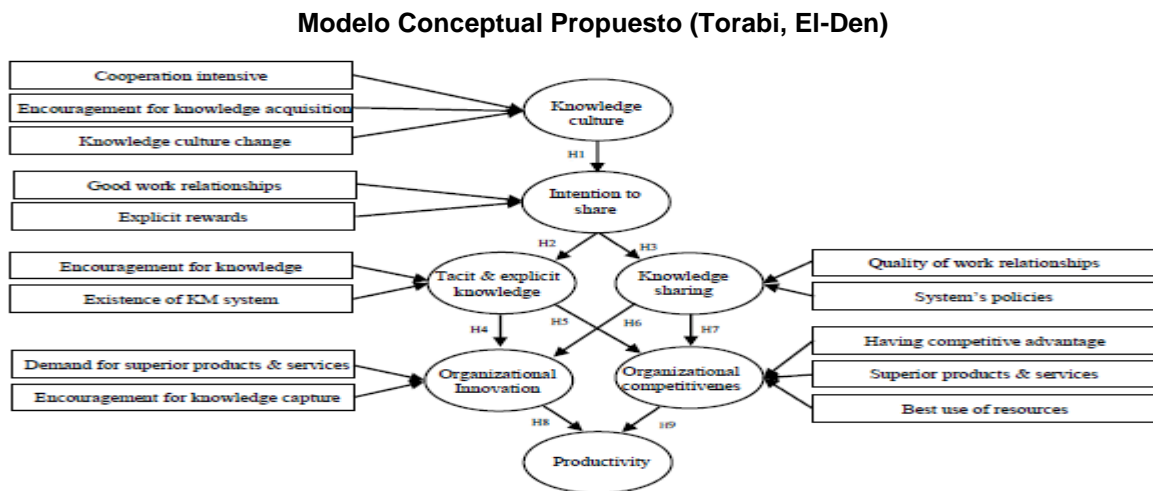 Modelo Conceptual Propuesto (Torabi, El-Den)
Cooperation intensive
Encouragement for knowledge acquisition
Knowledge culture change
Knowledge
culture
H1
Good work relationships
Explicit rewards
Intention to
share
H2
H3
Encouragement for knowledge
Existence of KM system
Tacit & explicit
knowledge
Knowledge
sharing
Quality of work relationships
System's policies
H4
H5
H6
H7
Demand for superior products & services
Encouragement for knowledge capture
Organizational
Innovation
Organizational
competitivenes
Having competitive advantage
Superior products & services
Best use of resources
H8
H9
Productivity